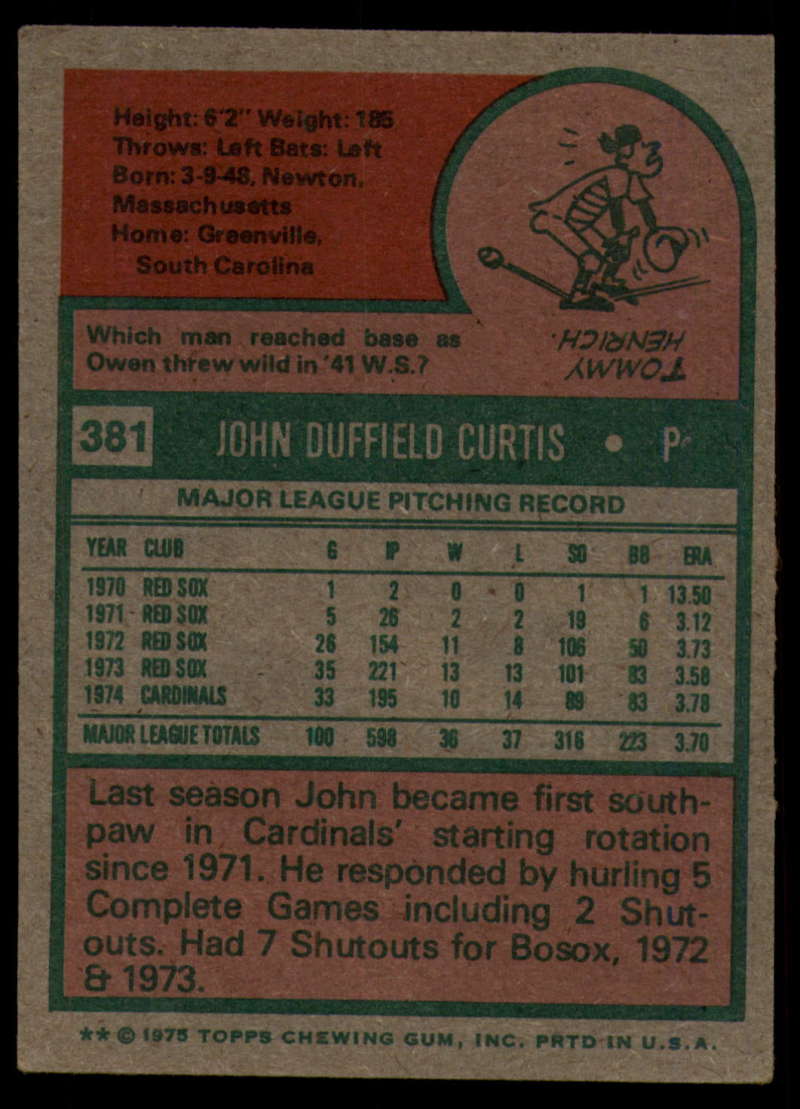 Height: 6'2" Weight: 185
Throws: Left Bats: Left
Born: 3-9-48, Newton,
Massachusetts
Home: Greenville,
South Carolina
Which man reached base as
Owen threw wild in '41 W.S.?
TOMMY
HENRICH.
381 JOHN DUFFIELD CURTIS • P
MAJOR LEAGUE PITCHING RECORD
YEAR CLUB G IP W L SO BB ERA
1970 RED SOX 1 2 0 0 1 1 13.50
1971 RED SOX 5 26 2 2 19 6 3.12
1972 RED SOX 26 154 11 8 106 50 3.73
1973 RED SOX 35 221 13 13 101 83 3.58
1974 CARDINALS 33 195 10 14 89 83 3.78
MAJOR LEAGUE TOTALS 100 598 36 37 316 223 3.70
Last season John became first south-
paw in Cardinals' starting rotation
since 1971. He responded by hurling 5
Complete Games including 2 Shut-
outs. Had 7 Shutouts for Bosox, 1972
& 1973.
** © 1975 TOPPS CHEWING GUM, INC. PRTD IN U.S.A.